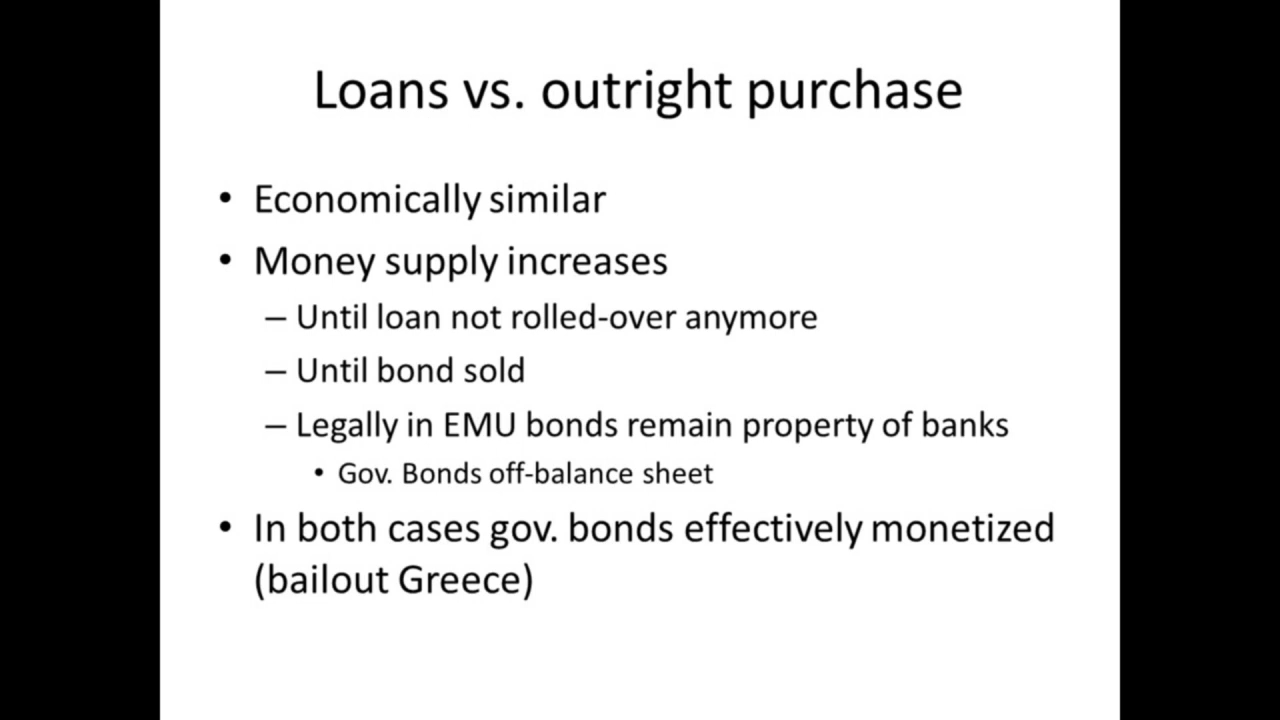 Loans vs. outright purchase
• Economically similar
• Money supply increases
– Until loan not rolled-over anymore
– Until bond sold
– Legally in EMU bonds remain property of banks
• Gov. Bonds off-balance sheet
• In both cases gov. bonds effectively monetized
(bailout Greece)